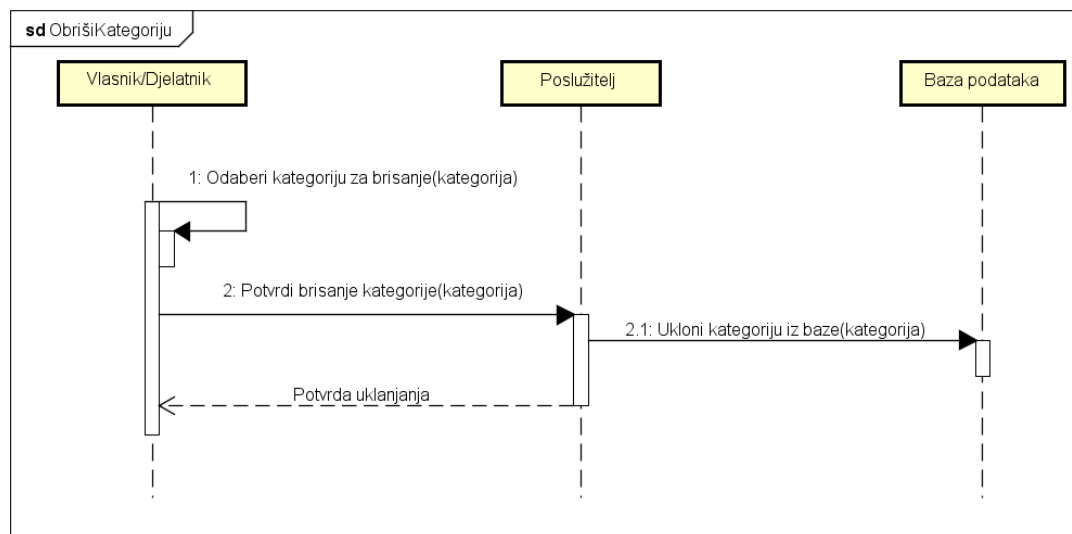 sd ObrišiKategoriju
Vlasnik/Djelatnik
Poslužitelj
Baza podataka
1: Odaberi kategoriju za brisanje(kategorija)
2: Potvrdi brisanje kategorije(kategorija)
2.1: Ukloni kategoriju iz baze(kategorija)
Potvrda uklanjanja